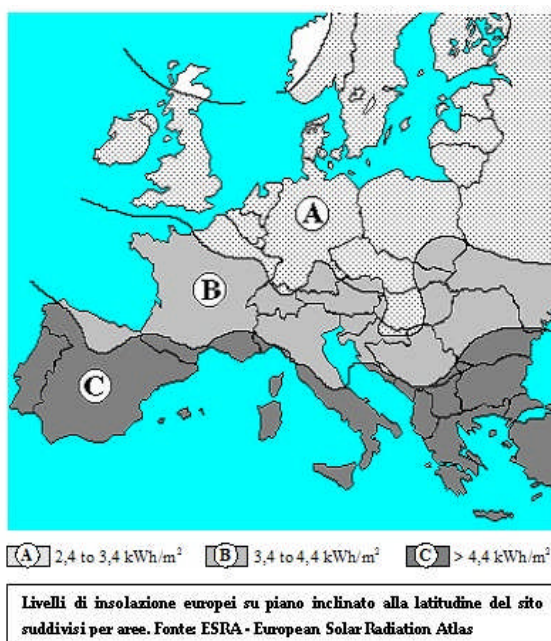 A
B
C
A 2,4 to 3,4 kWh/m² B 3,4 to 4,4 kWh/m² C > 4,4 kWh/m²
Livelli di insolazione europei su piano inclinato alla latitudine del sito
suddivisi per aree. Fonte: ESRA - European Solar Radiation Atlas